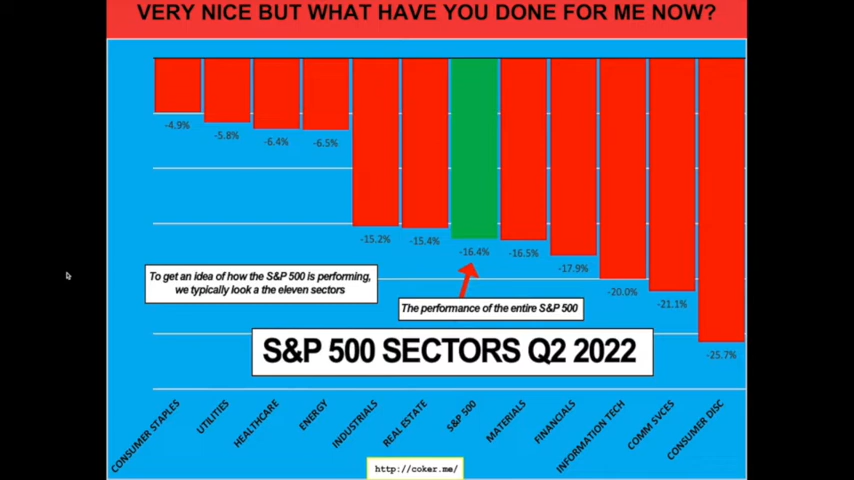 VERY NICE BUT WHAT HAVE YOU DONE FOR ME NOW?
-4.9%
-5.8%
-6.4%
-6.5%
-15.2%
-15.4%
-16.4%
-16.5%
-17.9%
-20.0%
-21.1%
-25.7%
To get an idea of how the S&P 500 is performing,
we typically look a the eleven sectors
The performance of the entire S&P 500
S&P 500 SECTORS Q2 2022
CONSUMER STAPLES
UTILITIES
HEALTHCARE
ENERGY
INDUSTRIALS
REAL ESTATE
S&P 500
MATERIALS
FINANCIALS
INFORMATION TECH
COMM SVCES
CONSUMER DISC
http://coker.me/